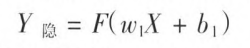 Y 隐 = F(w₁X + b₁)